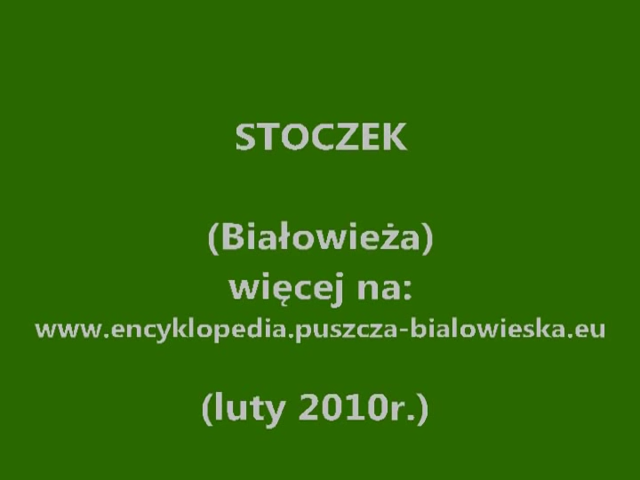 STOCZEK
(Białowieża)
więcej na:
www.encyklopedia.puszcza-bialowieska.eu
(luty 2010r.)